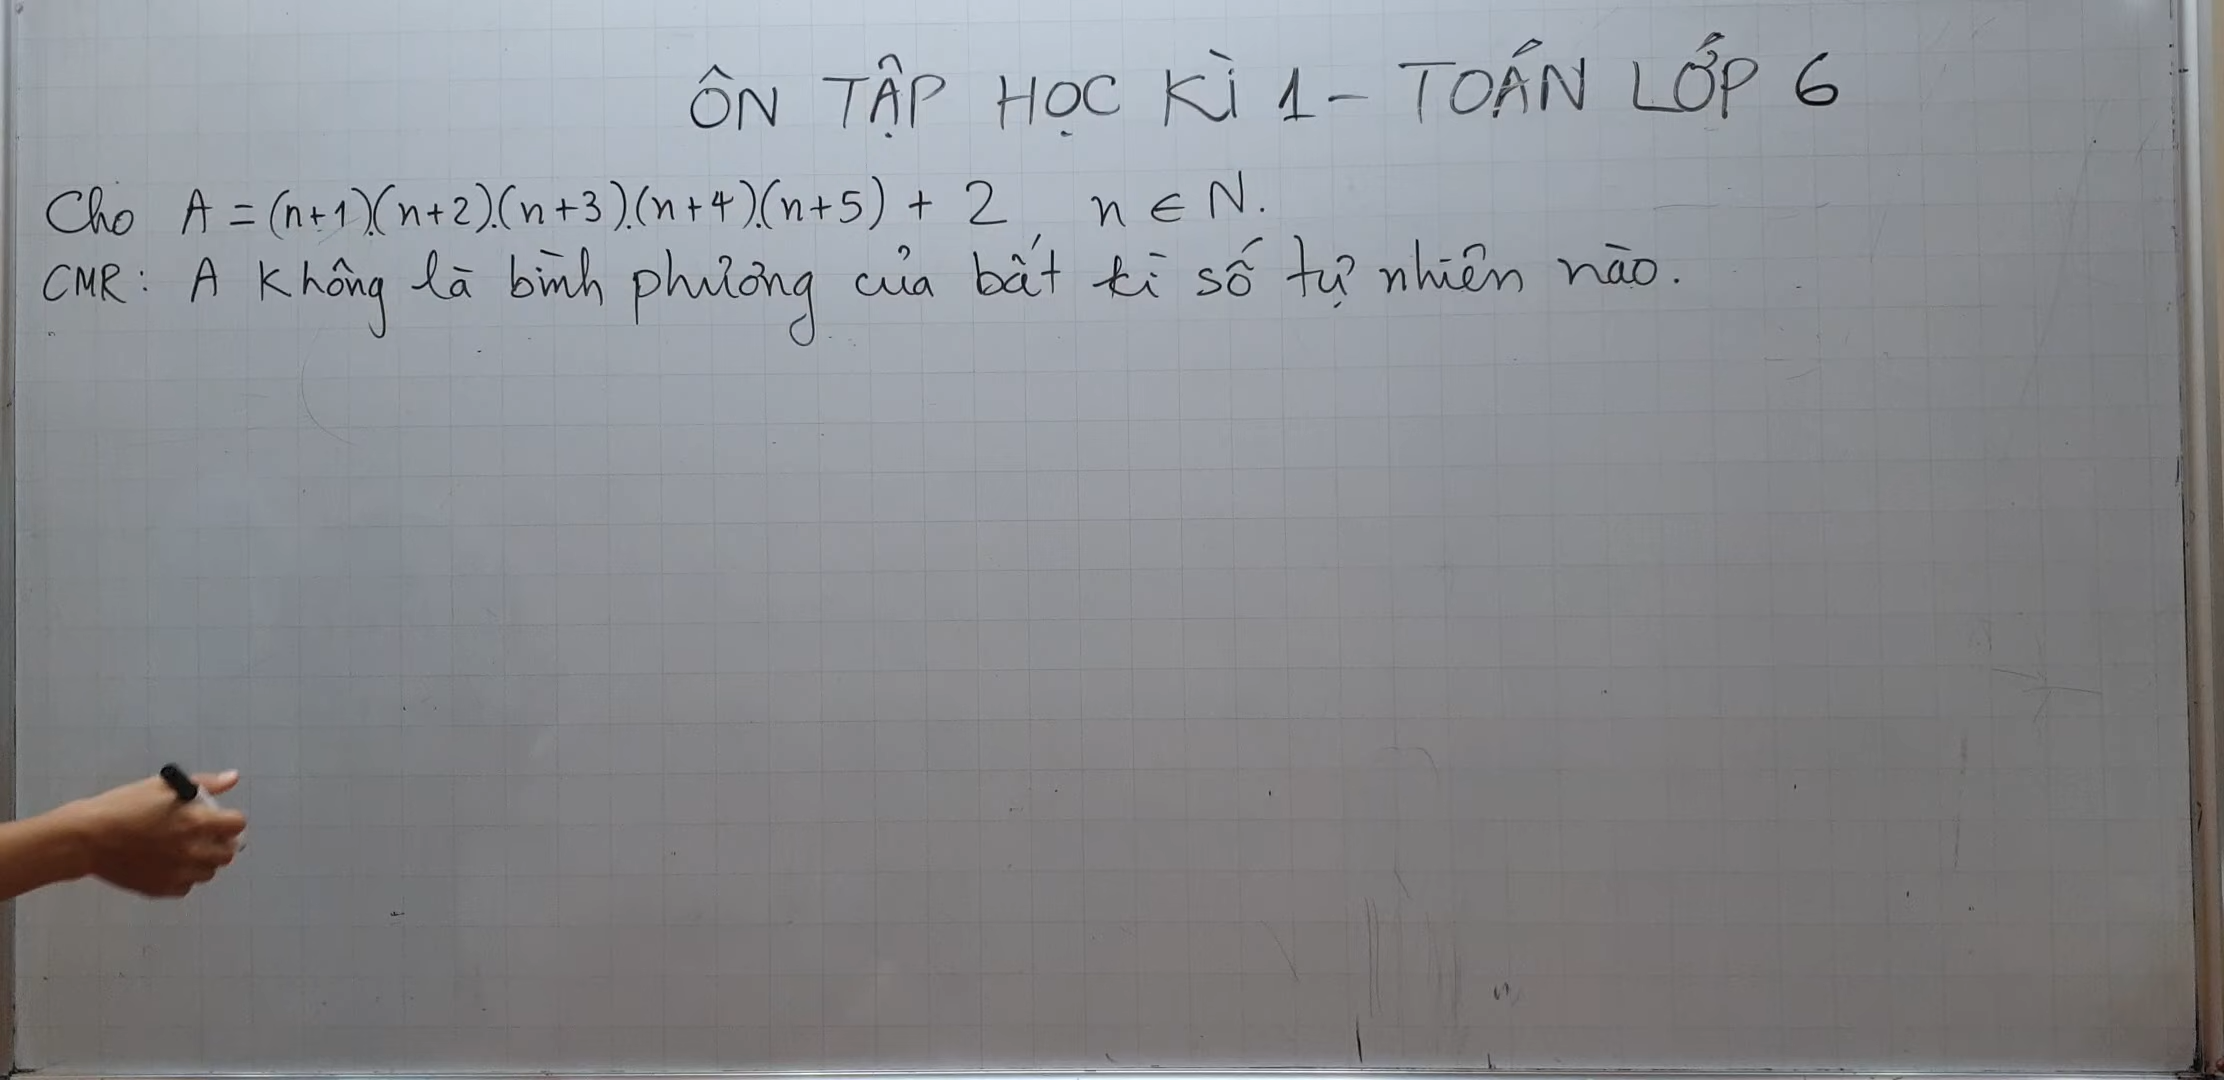 ÔN TẬP HỌC KÌ 1 - TOÁN LỚP 6
Cho A = (n+1).(n+2).(n+3).(n+4).(n+5) + 2, n ∈ N.
CMR: A không là bình phương của bất kì số tự nhiên nào.